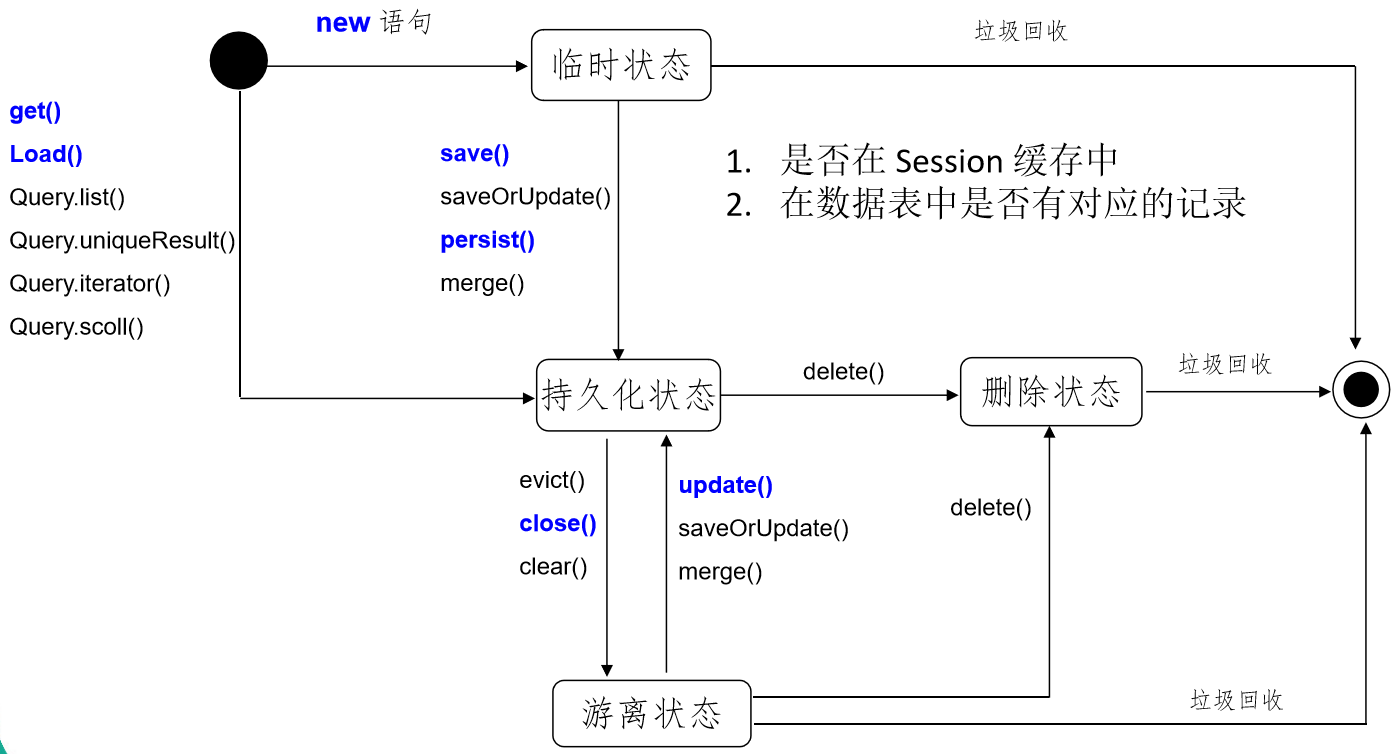 new 语句
垃圾回收
临时状态
get()
Load()
Query.list()
Query.uniqueResult()
Query.iterator()
Query.scoll()
save()
saveOrUpdate()
persist()
merge()
1. 是否在 Session 缓存中
2. 在数据表中是否有对应的记录
持久化状态
delete()
删除状态
垃圾回收
evict()
close()
clear()
update()
saveOrUpdate()
merge()
delete()
游离状态
垃圾回收